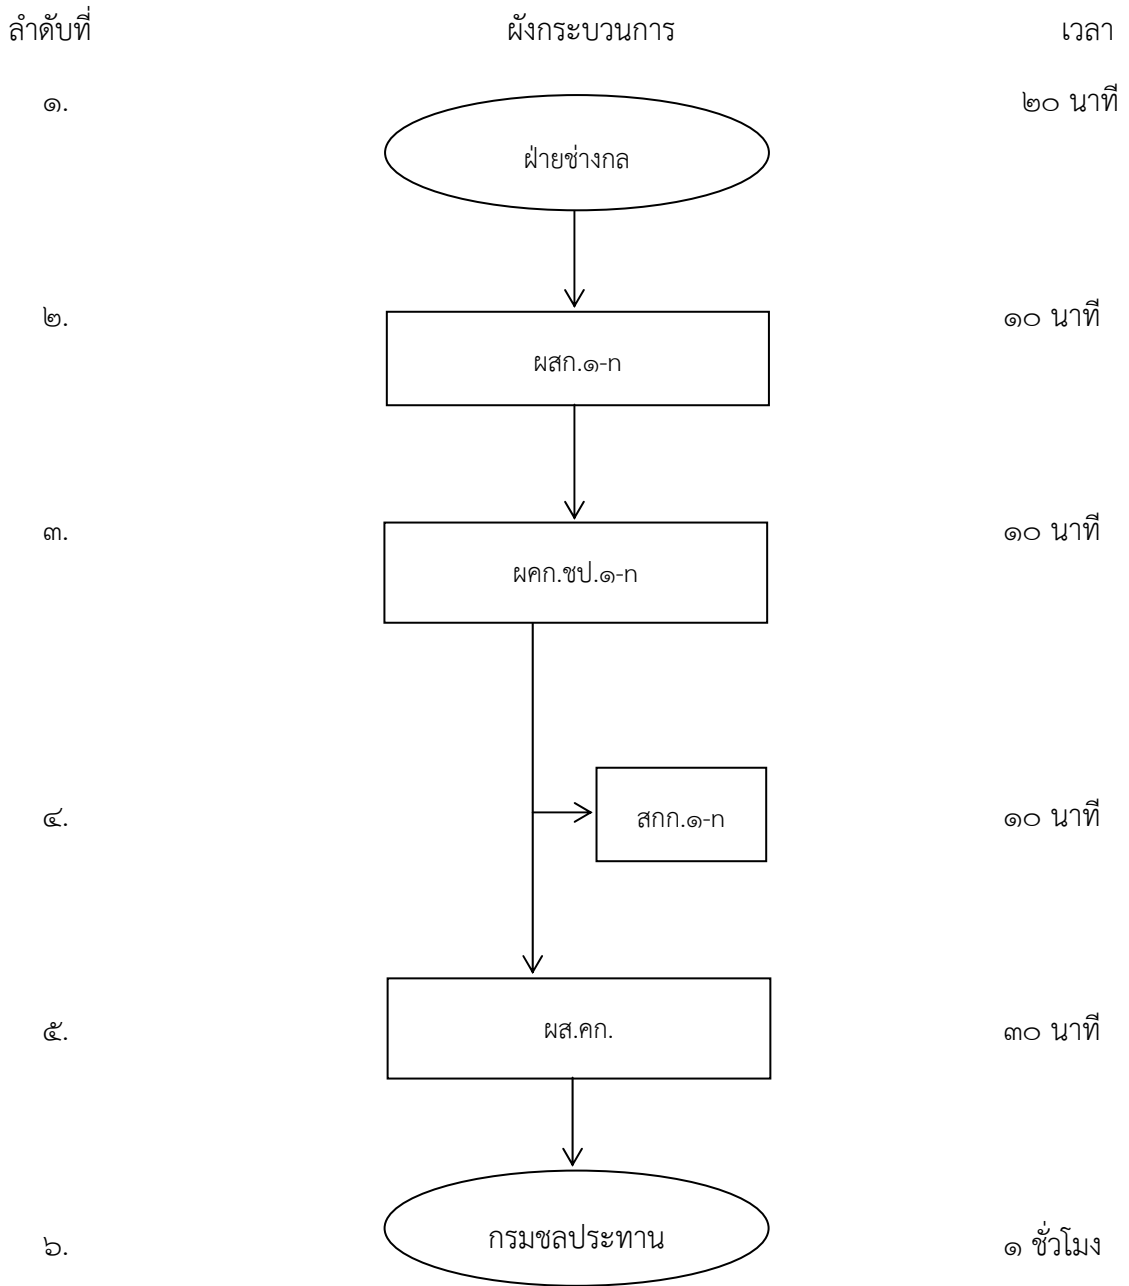 ลำดับที่ ผังกระบวนการ เวลา
๑. ๒๐ นาที
ฝ่ายช่างกล
๒. ๑๐ นาที
ผสก.๑-n
๓. ๑๐ นาที
ผคก.ชป.๑-n
๔. สกก.๑-n ๑๐ นาที
๕. ผส.คก. ๓๐ นาที
๖. กรมชลประทาน ๑ ชั่วโมง